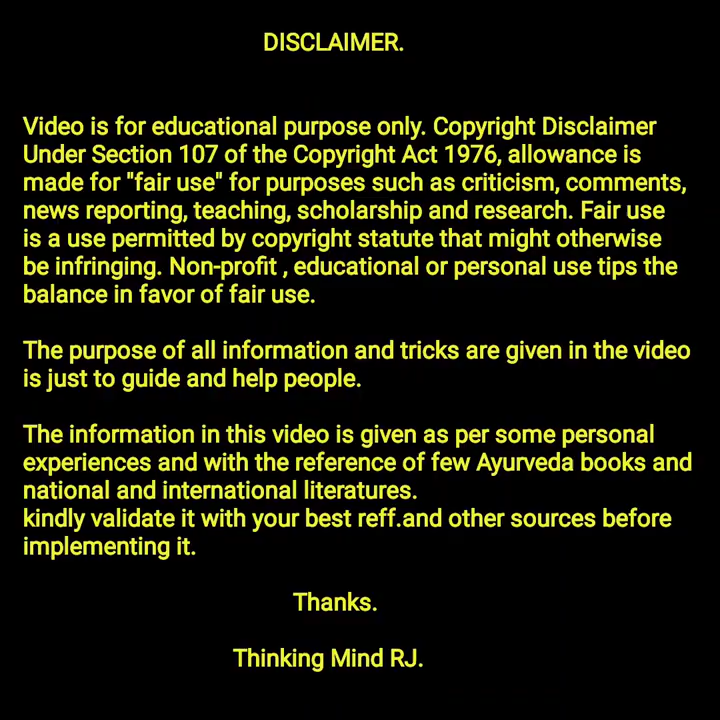 DISCLAIMER.
Video is for educational purpose only. Copyright Disclaimer
Under Section 107 of the Copyright Act 1976, allowance is
made for "fair use" for purposes such as criticism, comments,
news reporting, teaching, scholarship and research. Fair use
is a use permitted by copyright statute that might otherwise
be infringing. Non-profit , educational or personal use tips the
balance in favor of fair use.
The purpose of all information and tricks are given in the video
is just to guide and help people.
The information in this video is given as per some personal
experiences and with the reference of few Ayurveda books and
national and international literatures.
kindly validate it with your best reff.and other sources before
implementing it.
Thanks.
Thinking Mind RJ.